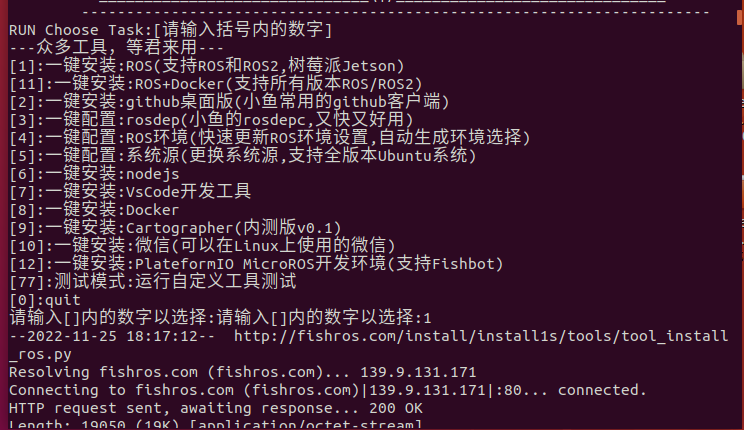 RUN Choose Task:[请输入括号内的数字]
---众多工具，等君来用---
[1]:一键安装:ROS(支持ROS和ROS2,树莓派Jetson)
[11]:一键安装:ROS+Docker(支持所有版本ROS/ROS2)
[2]:一键安装:github桌面版(小鱼常用的github客户端)
[3]:一键配置:rosdep(小鱼的rosdepc,又快又好用)
[4]:一键配置:ROS环境(快速更新ROS环境设置,自动生成环境选择)
[5]:一键配置:系统源(更换系统源,支持全版本Ubuntu系统)
[6]:一键安装:nodejs
[7]:一键安装:VsCode开发工具
[8]:一键安装:Docker
[9]:一键安装:Cartographer(内测版v0.1)
[10]:一键安装:微信(可以在Linux上使用的微信)
[12]:一键安装:PlateformIO MicroROS开发环境(支持Fishbot)
[77]:测试模式:运行自定义工具测试
[0]:quit
请输入[]内的数字以选择:请输入[]内的数字以选择:1
--2022-11-25 18:17:12--  http://fishros.com/install/install1s/tools/tool_install
_ros.py
Resolving fishros.com (fishros.com)... 139.9.131.171
Connecting to fishros.com (fishros.com)|139.9.131.171|:80... connected.
HTTP request sent, awaiting response... 200 OK
Length: 19050 (19K) [application/octet-stream]